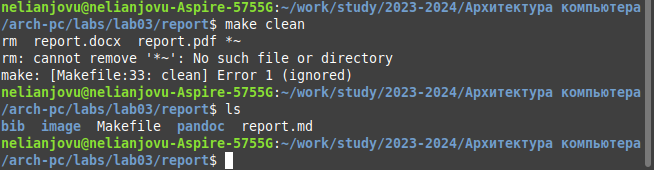 nelianjovu@nelianjovu-Aspire-5755G:~/work/study/2023-2024/Архитектура компьютера
/arch-pc/labs/lab03/report$ make clean
rm  report.docx  report.pdf *~
rm: cannot remove '*~': No such file or directory
make: [Makefile:33: clean] Error 1 (ignored)
nelianjovu@nelianjovu-Aspire-5755G:~/work/study/2023-2024/Архитектура компьютера
/arch-pc/labs/lab03/report$ ls
bib  image  Makefile  pandoc  report.md
nelianjovu@nelianjovu-Aspire-5755G:~/work/study/2023-2024/Архитектура компьютера
/arch-pc/labs/lab03/report$